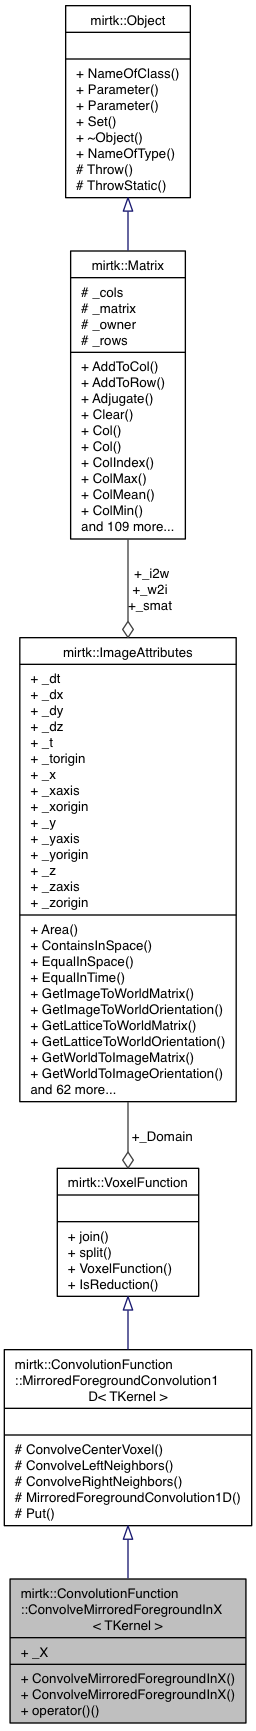 mirtk::Object
+ NameOfClass()
+ Parameter()
+ Parameter()
+ Set()
+ ~Object()
+ NameOfType()
# Throw()
# ThrowStatic()
mirtk::Matrix
# _cols
# _matrix
# _owner
# _rows
+ AddToCol()
+ AddToRow()
+ Adjugate()
+ Clear()
+ Col()
+ Col()
+ ColIndex()
+ ColMax()
+ ColMean()
+ ColMin()
and 109 more...
+_i2w
+_w2i
+_smat
mirtk::ImageAttributes
+ _dt
+ _dx
+ _dy
+ _dz
+ _t
+ _torigin
+ _x
+ _xaxis
+ _xorigin
+ _y
+ _yaxis
+ _yorigin
+ _z
+ _zaxis
+ _zorigin
+ Area()
+ ContainsInSpace()
+ EqualInSpace()
+ EqualInTime()
+ GetImageToWorldMatrix()
+ GetImageToWorldOrientation()
+ GetLatticeToWorldMatrix()
+ GetLatticeToWorldOrientation()
+ GetWorldToImageMatrix()
+ GetWorldToImageOrientation()
and 62 more...
+_Domain
mirtk::VoxelFunction
+ join()
+ split()
+ VoxelFunction()
+ IsReduction()
mirtk::ConvolutionFunction
::MirroredForegroundConvolution1
D< TKernel >
# ConvolveCenterVoxel()
# ConvolveLeftNeighbors()
# ConvolveRightNeighbors()
# MirroredForegroundConvolution1D()
# Put()
mirtk::ConvolutionFunction
::ConvolveMirroredForegroundInX
< TKernel >
+ _X
+ ConvolveMirroredForegroundInX()
+ ConvolveMirroredForegroundInX()
+ operator()()